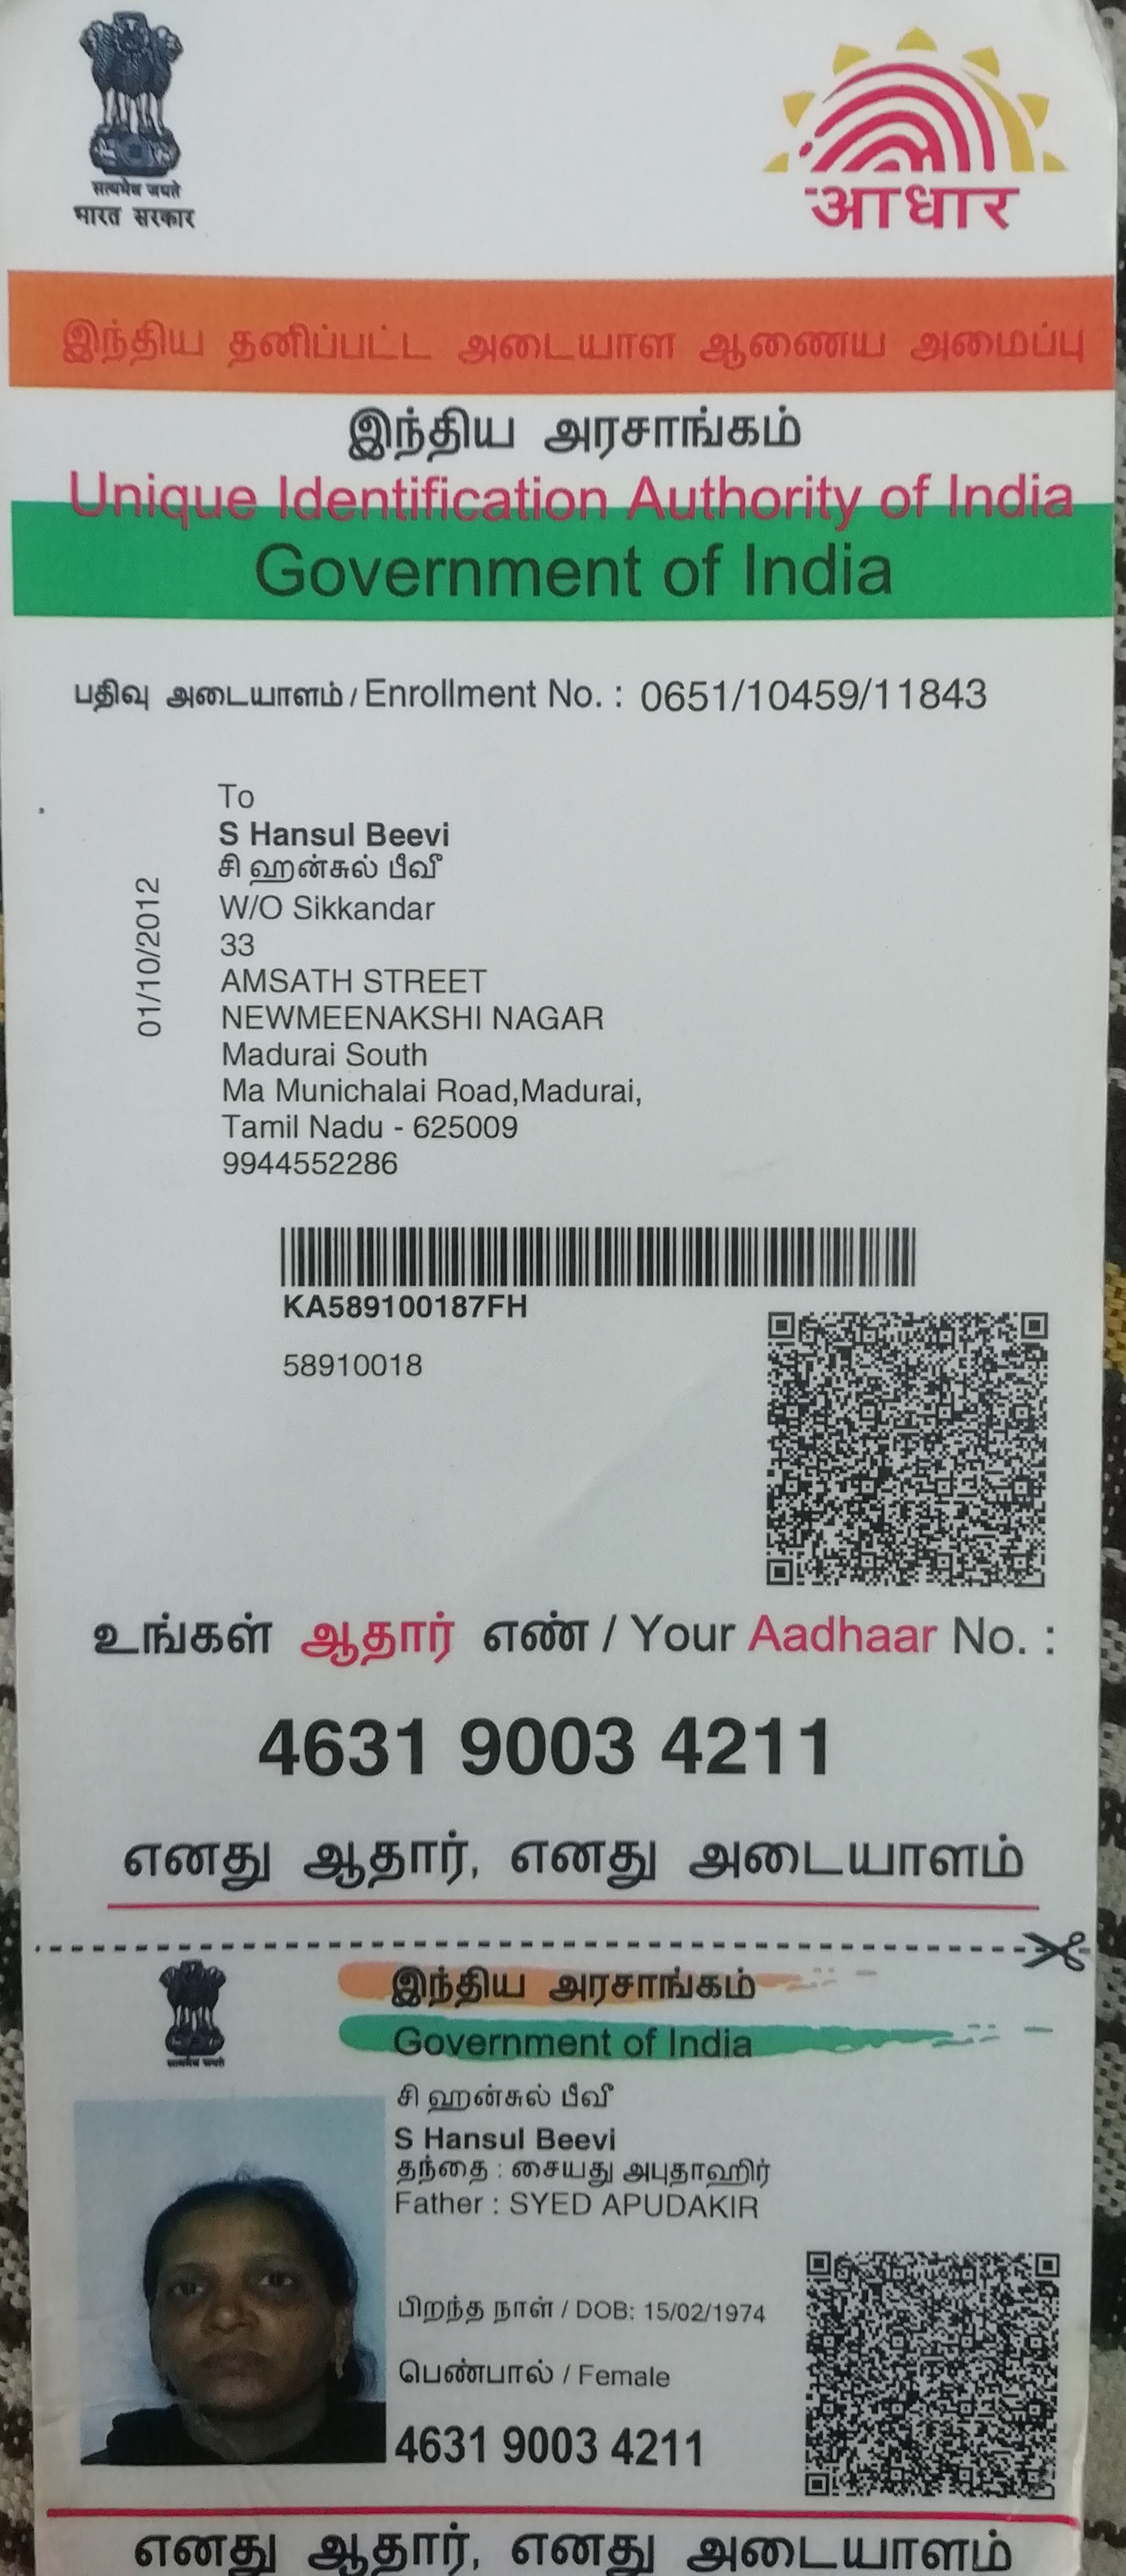 सत्यमेव जयते
भारत सरकार
आधार
இந்திய தனிப்பட்ட அடையாள ஆணைய அமைப்பு
இந்திய அரசாங்கம்
Unique Identification Authority of India
Government of India
பதிவு அடையாளம் / Enrollment No. : 0651/10459/11843
01/10/2012
To
S Hansul Beevi
சி ஹன்சுல் பீவீ
W/O Sikkandar
33
AMSATH STREET
NEWMEENAKSHI NAGAR
Madurai South
Ma Munichalai Road,Madurai,
Tamil Nadu - 625009
9944552286
KA589100187FH
58910018
உங்கள் ஆதார் எண் / Your Aadhaar No. :
4631 9003 4211
எனது ஆதார், எனது அடையாளம்
இந்திய அரசாங்கம்
Government of India
सत्यमेव जयते
சி ஹன்சுல் பீவீ
S Hansul Beevi
தந்தை : சையது அபுதாஹிர்
Father : SYED APUDAKIR
பிறந்த நாள் / DOB: 15/02/1974
பெண்பால் / Female
4631 9003 4211
எனது ஆதார், எனது அடையாளம்